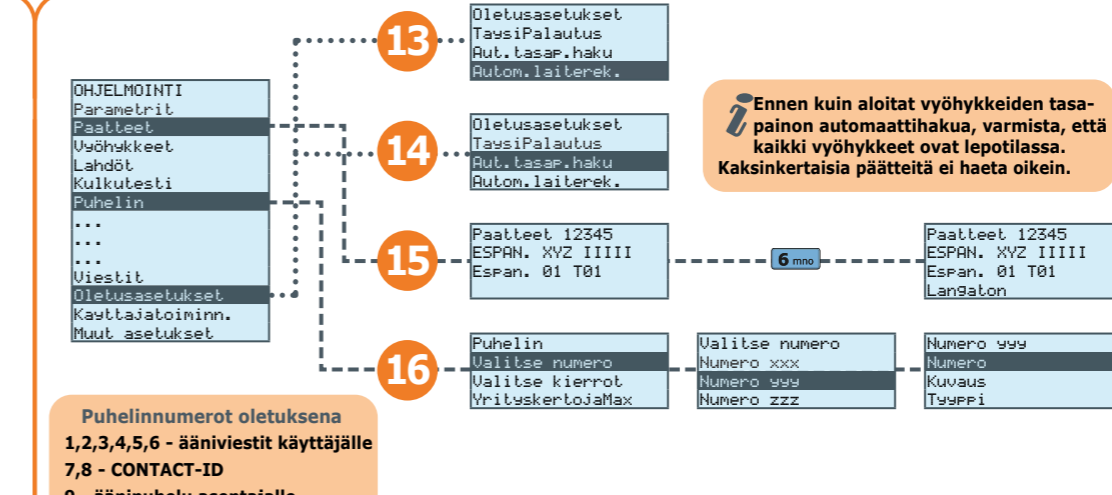 OHJELMOINTI
Parametrit
Paatteet
Vyöhykkeet
Lahdöt
Kulkutesti
Puhelin
...
...
...
Viestit
Oletusasetukset
Kayttajatoiminn.
Muut asetukset
13
Oletusasetukset
TaysiPalautus
Aut.tasap.haku
Autom.laiterek.
14
Oletusasetukset
TaysiPalautus
Aut.tasap.haku
Autom.laiterek.
i Ennen kuin aloitat vyöhykkeiden tasa-
painon automaattihakua, varmista, että
kaikki vyöhykkeet ovat lepotilassa.
Kaksinkertaisia päätteitä ei haeta oikein.
15
Paatteet 12345
ESPAN. XYZ IIIII
Espan. 01 T01
6 mno
Paatteet 12345
ESPAN. XYZ IIIII
Espan. 01 T01
Langaton
16
Puhelin
Valitse numero
Valitse kierrot
YrityskertojaMax
Valitse numero
Numero xxx
Numero yyy
Numero zzz
Numero yyy
Numero
Kuvaus
Tyyppi
Puhelinnumerot oletuksena
1,2,3,4,5,6 - ääniviestit käyttäjälle
7,8 - CONTACT-ID
9 - äänipuhelu asentajalle